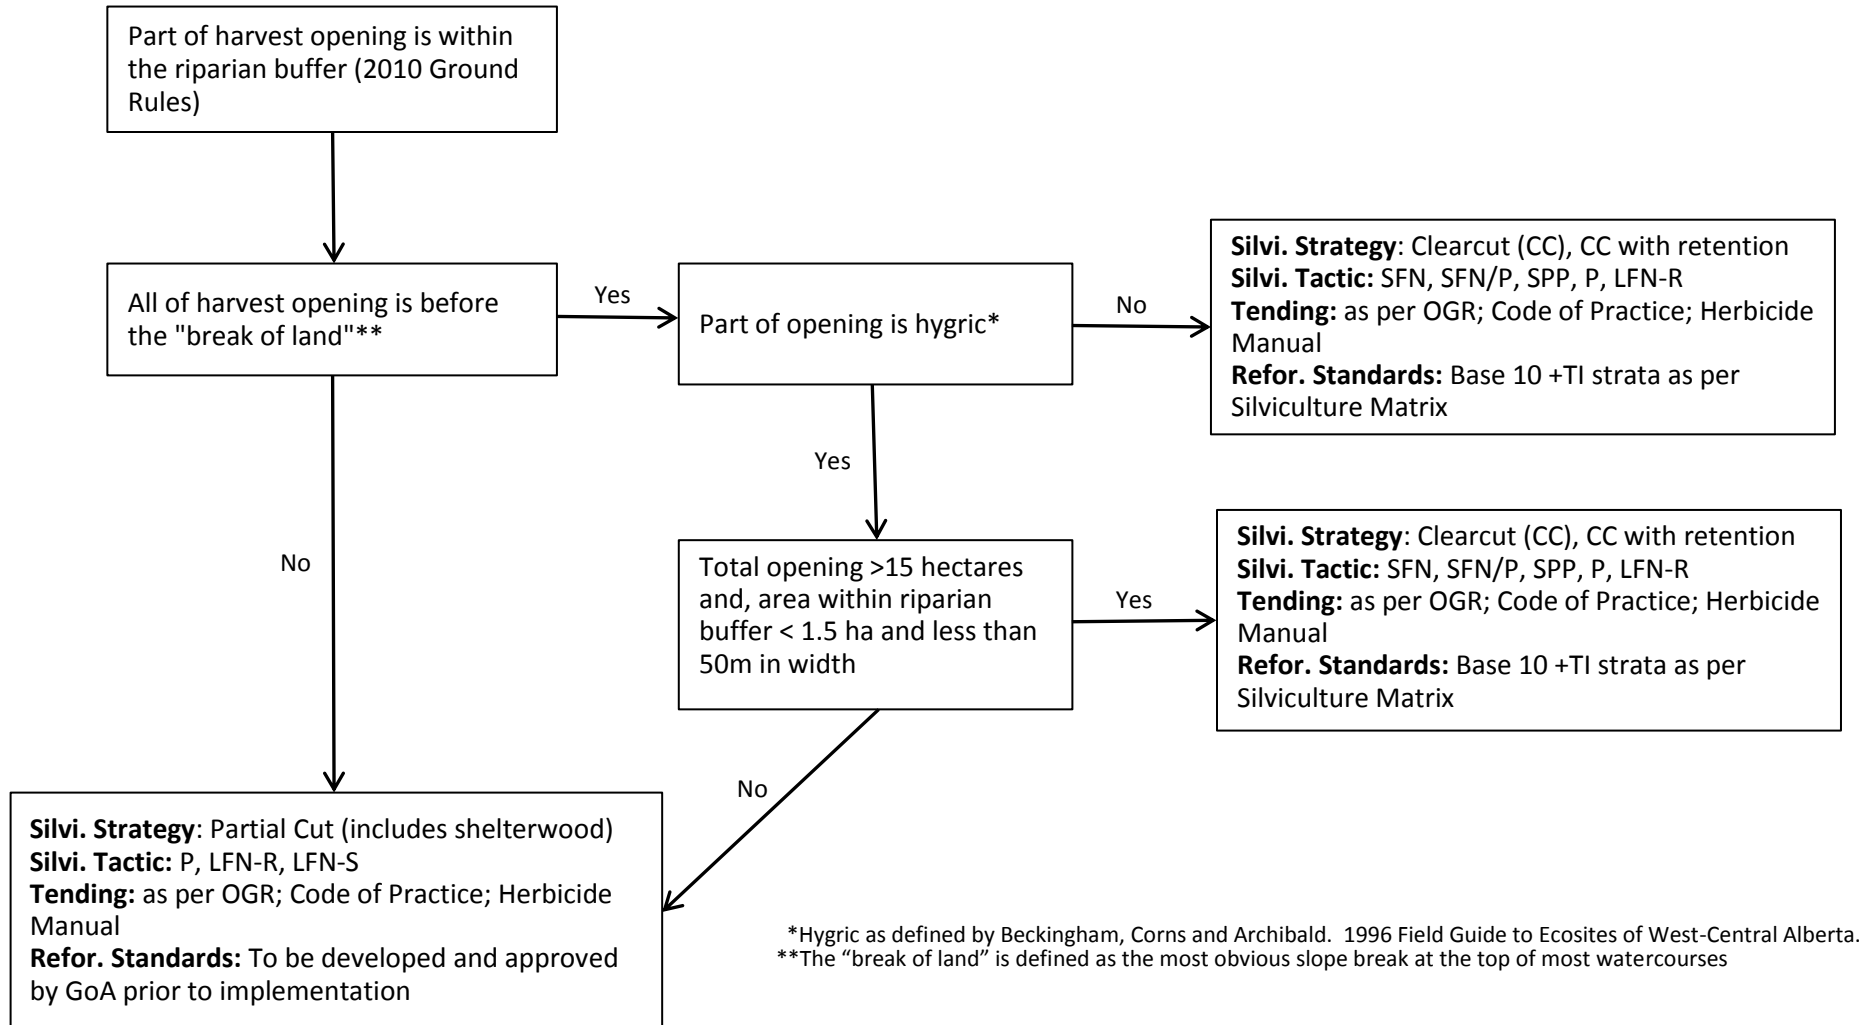 Part of harvest opening is within
the riparian buffer (2010 Ground
Rules)
All of harvest opening is before
the "break of land"**
Yes
Part of opening is hygric*
No
Silvi. Strategy: Clearcut (CC), CC with retention
Silvi. Tactic: SFN, SFN/P, SPP, P, LFN-R
Tending: as per OGR; Code of Practice; Herbicide
Manual
Refor. Standards: Base 10 +TI strata as per
Silviculture Matrix
Yes
No
Total opening >15 hectares
and, area within riparian
buffer < 1.5 ha and less than
50m in width
Yes
Silvi. Strategy: Clearcut (CC), CC with retention
Silvi. Tactic: SFN, SFN/P, SPP, P, LFN-R
Tending: as per OGR; Code of Practice; Herbicide
Manual
Refor. Standards: Base 10 +TI strata as per
Silviculture Matrix
No
Silvi. Strategy: Partial Cut (includes shelterwood)
Silvi. Tactic: P, LFN-R, LFN-S
Tending: as per OGR; Code of Practice; Herbicide
Manual
Refor. Standards: To be developed and approved
by GoA prior to implementation
*Hygric as defined by Beckingham, Corns and Archibald.  1996 Field Guide to Ecosites of West-Central Alberta.
**The “break of land” is defined as the most obvious slope break at the top of most watercourses